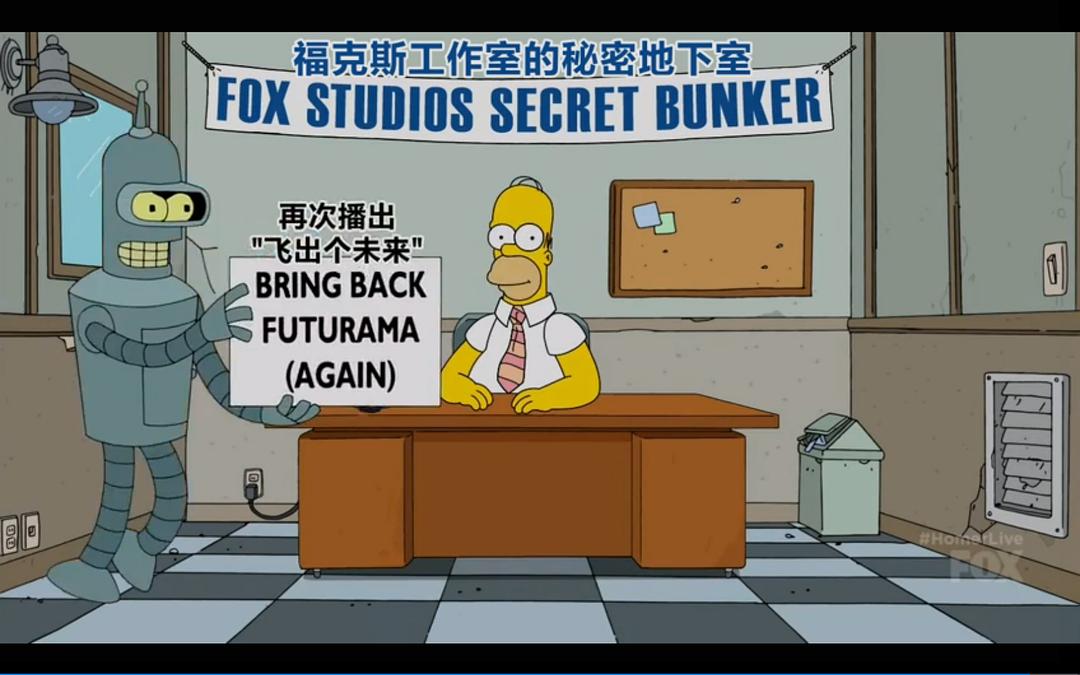 福克斯工作室的秘密地下室
FOX STUDIOS SECRET BUNKER
再次播出
"飞出个未来"
BRING BACK
FUTURAMA
(AGAIN)
#HomerLive
FOX